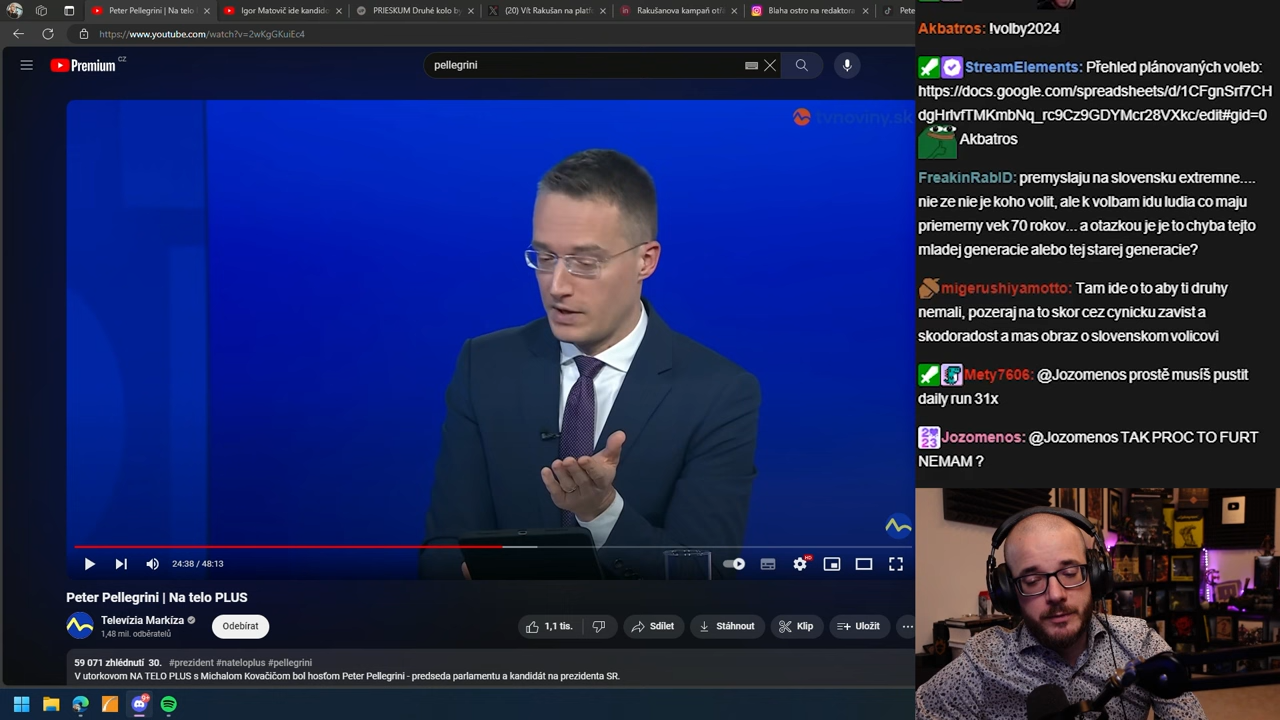 Peter Pellegrini | Na telo
Igor Matovič ide kandido
PRIESKUM Druhé kolo by
(20) Vít Rakušan na platf
Rakušanova kampaň otř
Blaha ostro na redaktora
Pete
https://www.youtube.com/watch?v=2wKgGKuiEc4
Premium CZ
pellegrini
tvnoviny.sk
24:38 / 48:13
Peter Pellegrini | Na telo PLUS
Televízia Markíza
1,48 mil. odběratelů
Odebírat
1,1 tis.
Sdílet
Stáhnout
Klip
Uložit
59 071 zhlédnutí 30. #prezident #nateloplus #pellegrini
V utorkovom NA TELO PLUS s Michalom Kovačičom bol hosťom Peter Pellegrini - predseda parlamentu a kandidát na prezidenta SR.
Akbatros: !volby2024
StreamElements: Přehled plánovaných voleb:
https://docs.google.com/spreadsheets/d/1CFgnSrf7CH
dgHrlvfTMKmbNq_rc9Cz9GDYMcr28VXkc/edit#gid=0
Akbatros
FreakinRabID: premyslaju na slovensku extremne....
nie ze nie je koho volit, ale k volbam idu ludia co maju
priemerny vek 70 rokov... a otazkou je je to chyba tejto
mladej generacie alebo tej starej generacie?
migerushiyamotto: Tam ide o to aby ti druhy
nemali, pozeraj na to skor cez cynicku zavist a
skodoradost a mas obraz o slovenskom volicovi
Mety7606: @Jozomenos prostě musíš pustit
daily run 31x
Jozomenos: @Jozomenos TAK PROC TO FURT
NEMAM ?